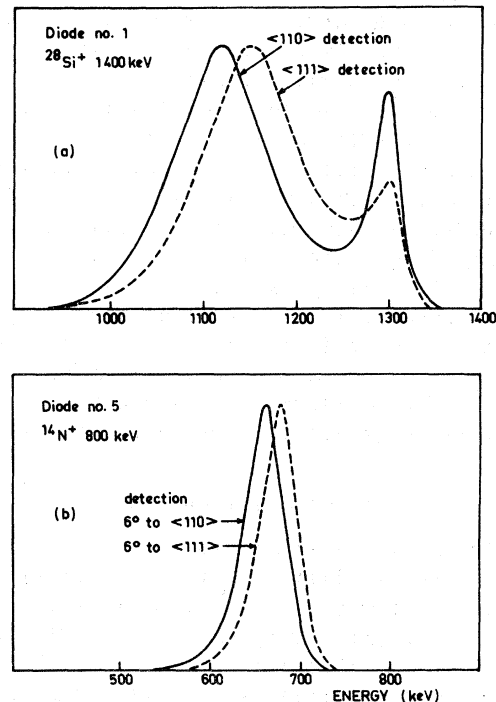 Diode no. 1
²⁸Si⁺ 1400 keV
<110> detection
<111> detection
(a)
1000 1100 1200 1300 1400
Diode no. 5
¹⁴N⁺ 800 keV
detection
(b)
6° to <110>
6° to <111>
500 600 700 800
ENERGY (keV)